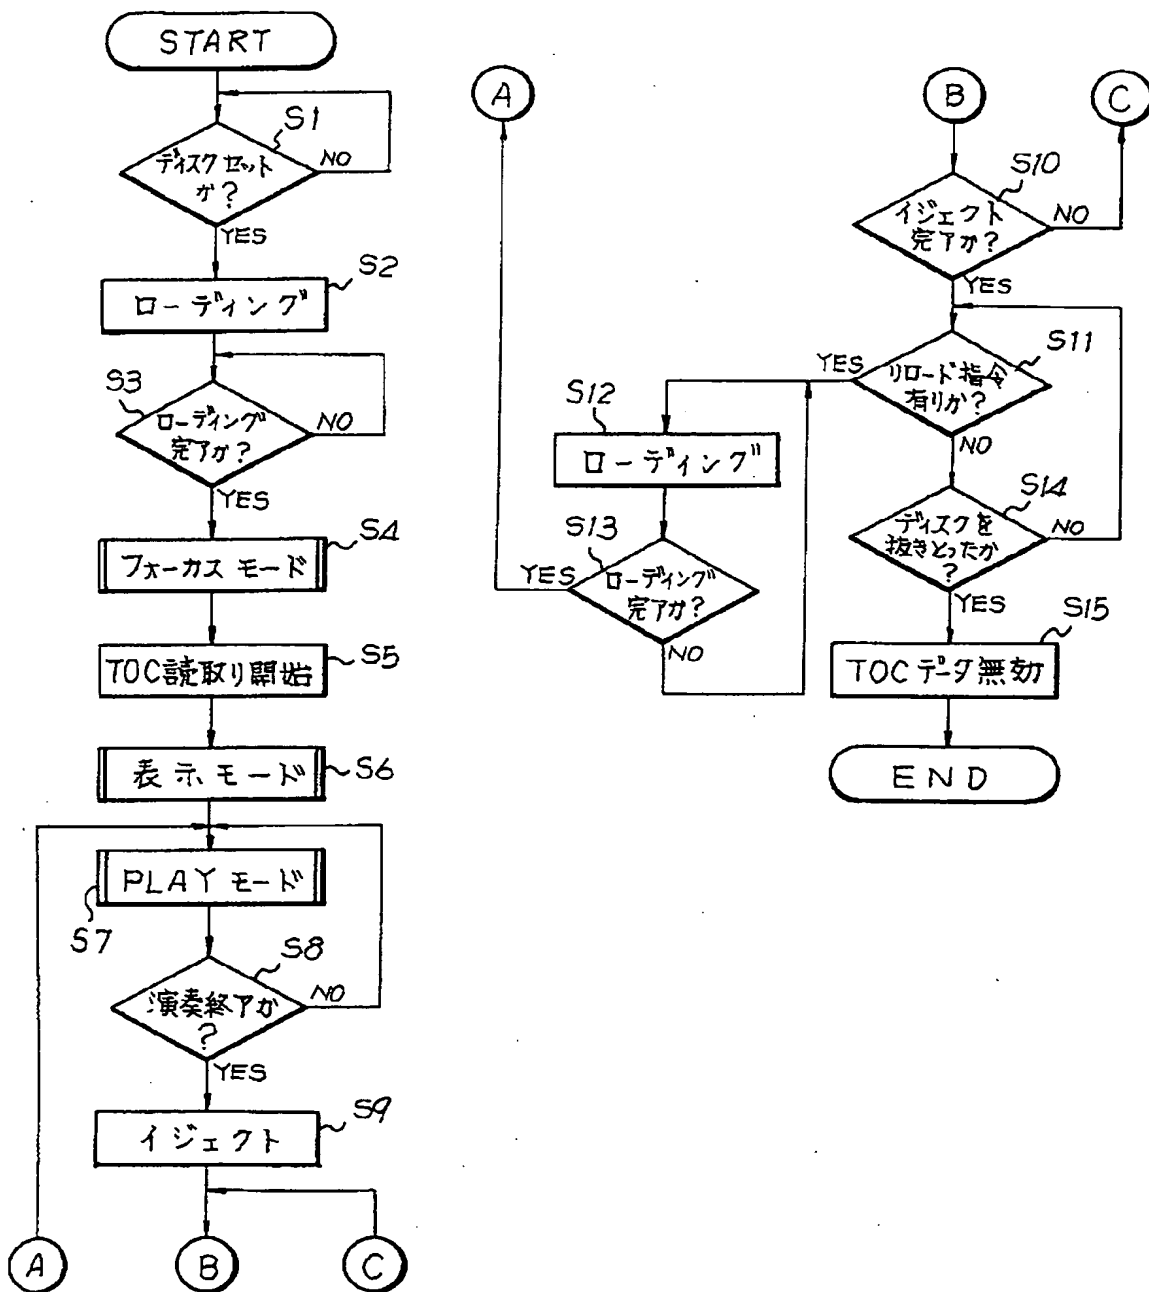 START
S1
ディスクセット
か？
NO
YES
S2
ローディング
S3
ローディング
完了か？
NO
YES
フォーカスモード
S4
TOC読取り開始
S5
表示モード
S6
PLAYモード
S7
S8
演奏終了か
？
NO
YES
イジェクト
S9
A
B
C
A
B
C
S10
イジェクト
完了か？
NO
YES
S11
リロード指令
有りか？
YES
NO
S12
ローディング
S13
ローディング
完了か？
YES
NO
S14
ディスクを
抜きとったか
？
NO
YES
S15
TOCデータ無効
END